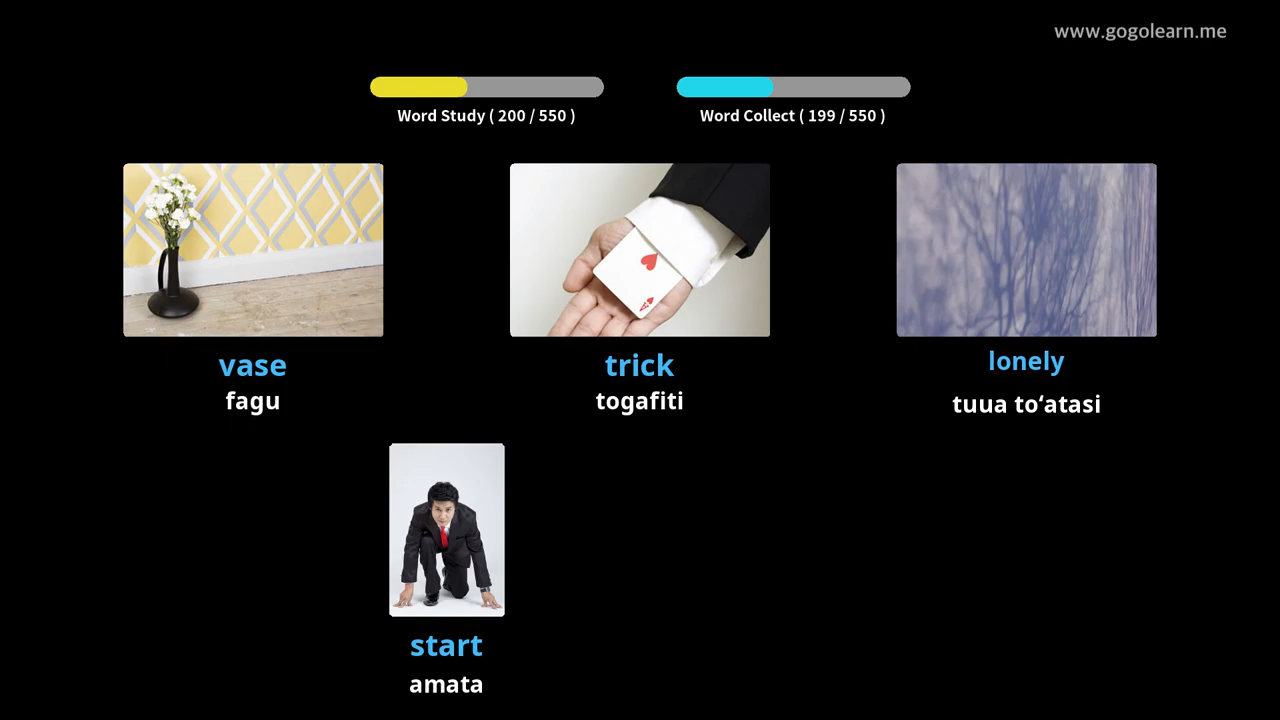 www.gogolearn.me
Word Study ( 200 / 550 )
Word Collect ( 199 / 550 )
vase
fagu
trick
togafiti
lonely
tuua to‘atasi
start
amata